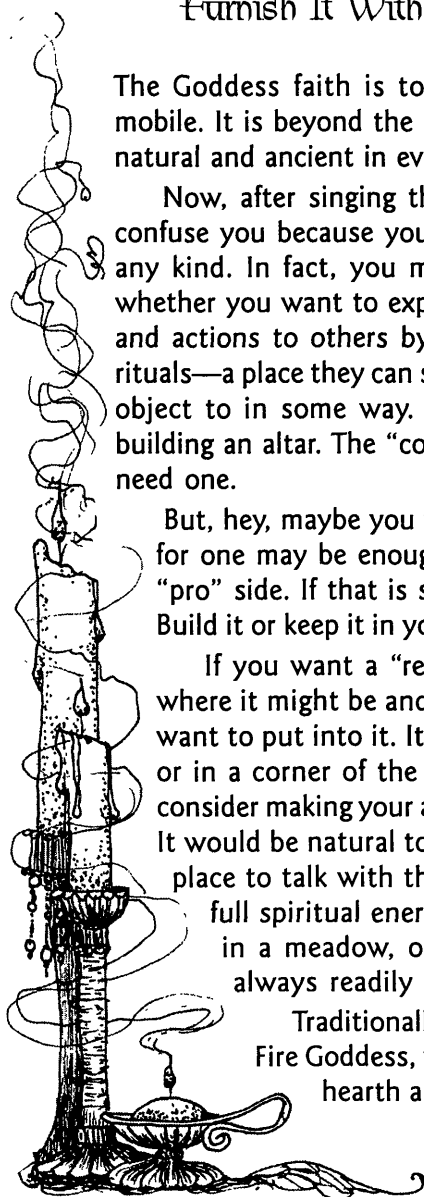 Furnish It With
The Goddess faith is to
mobile. It is beyond the
natural and ancient in ev
Now, after singing th
confuse you because you
any kind. In fact, you m
whether you want to exp
and actions to others by
rituals—a place they can s
object to in some way.
building an altar. The “co
need one.
But, hey, maybe you
for one may be enoug
“pro” side. If that is s
Build it or keep it in yo
If you want a “re
where it might be and
want to put into it. It
or in a corner of the
consider making your a
It would be natural to
place to talk with th
full spiritual ener
in a meadow, o
always readily
Traditional
Fire Goddess,
hearth a